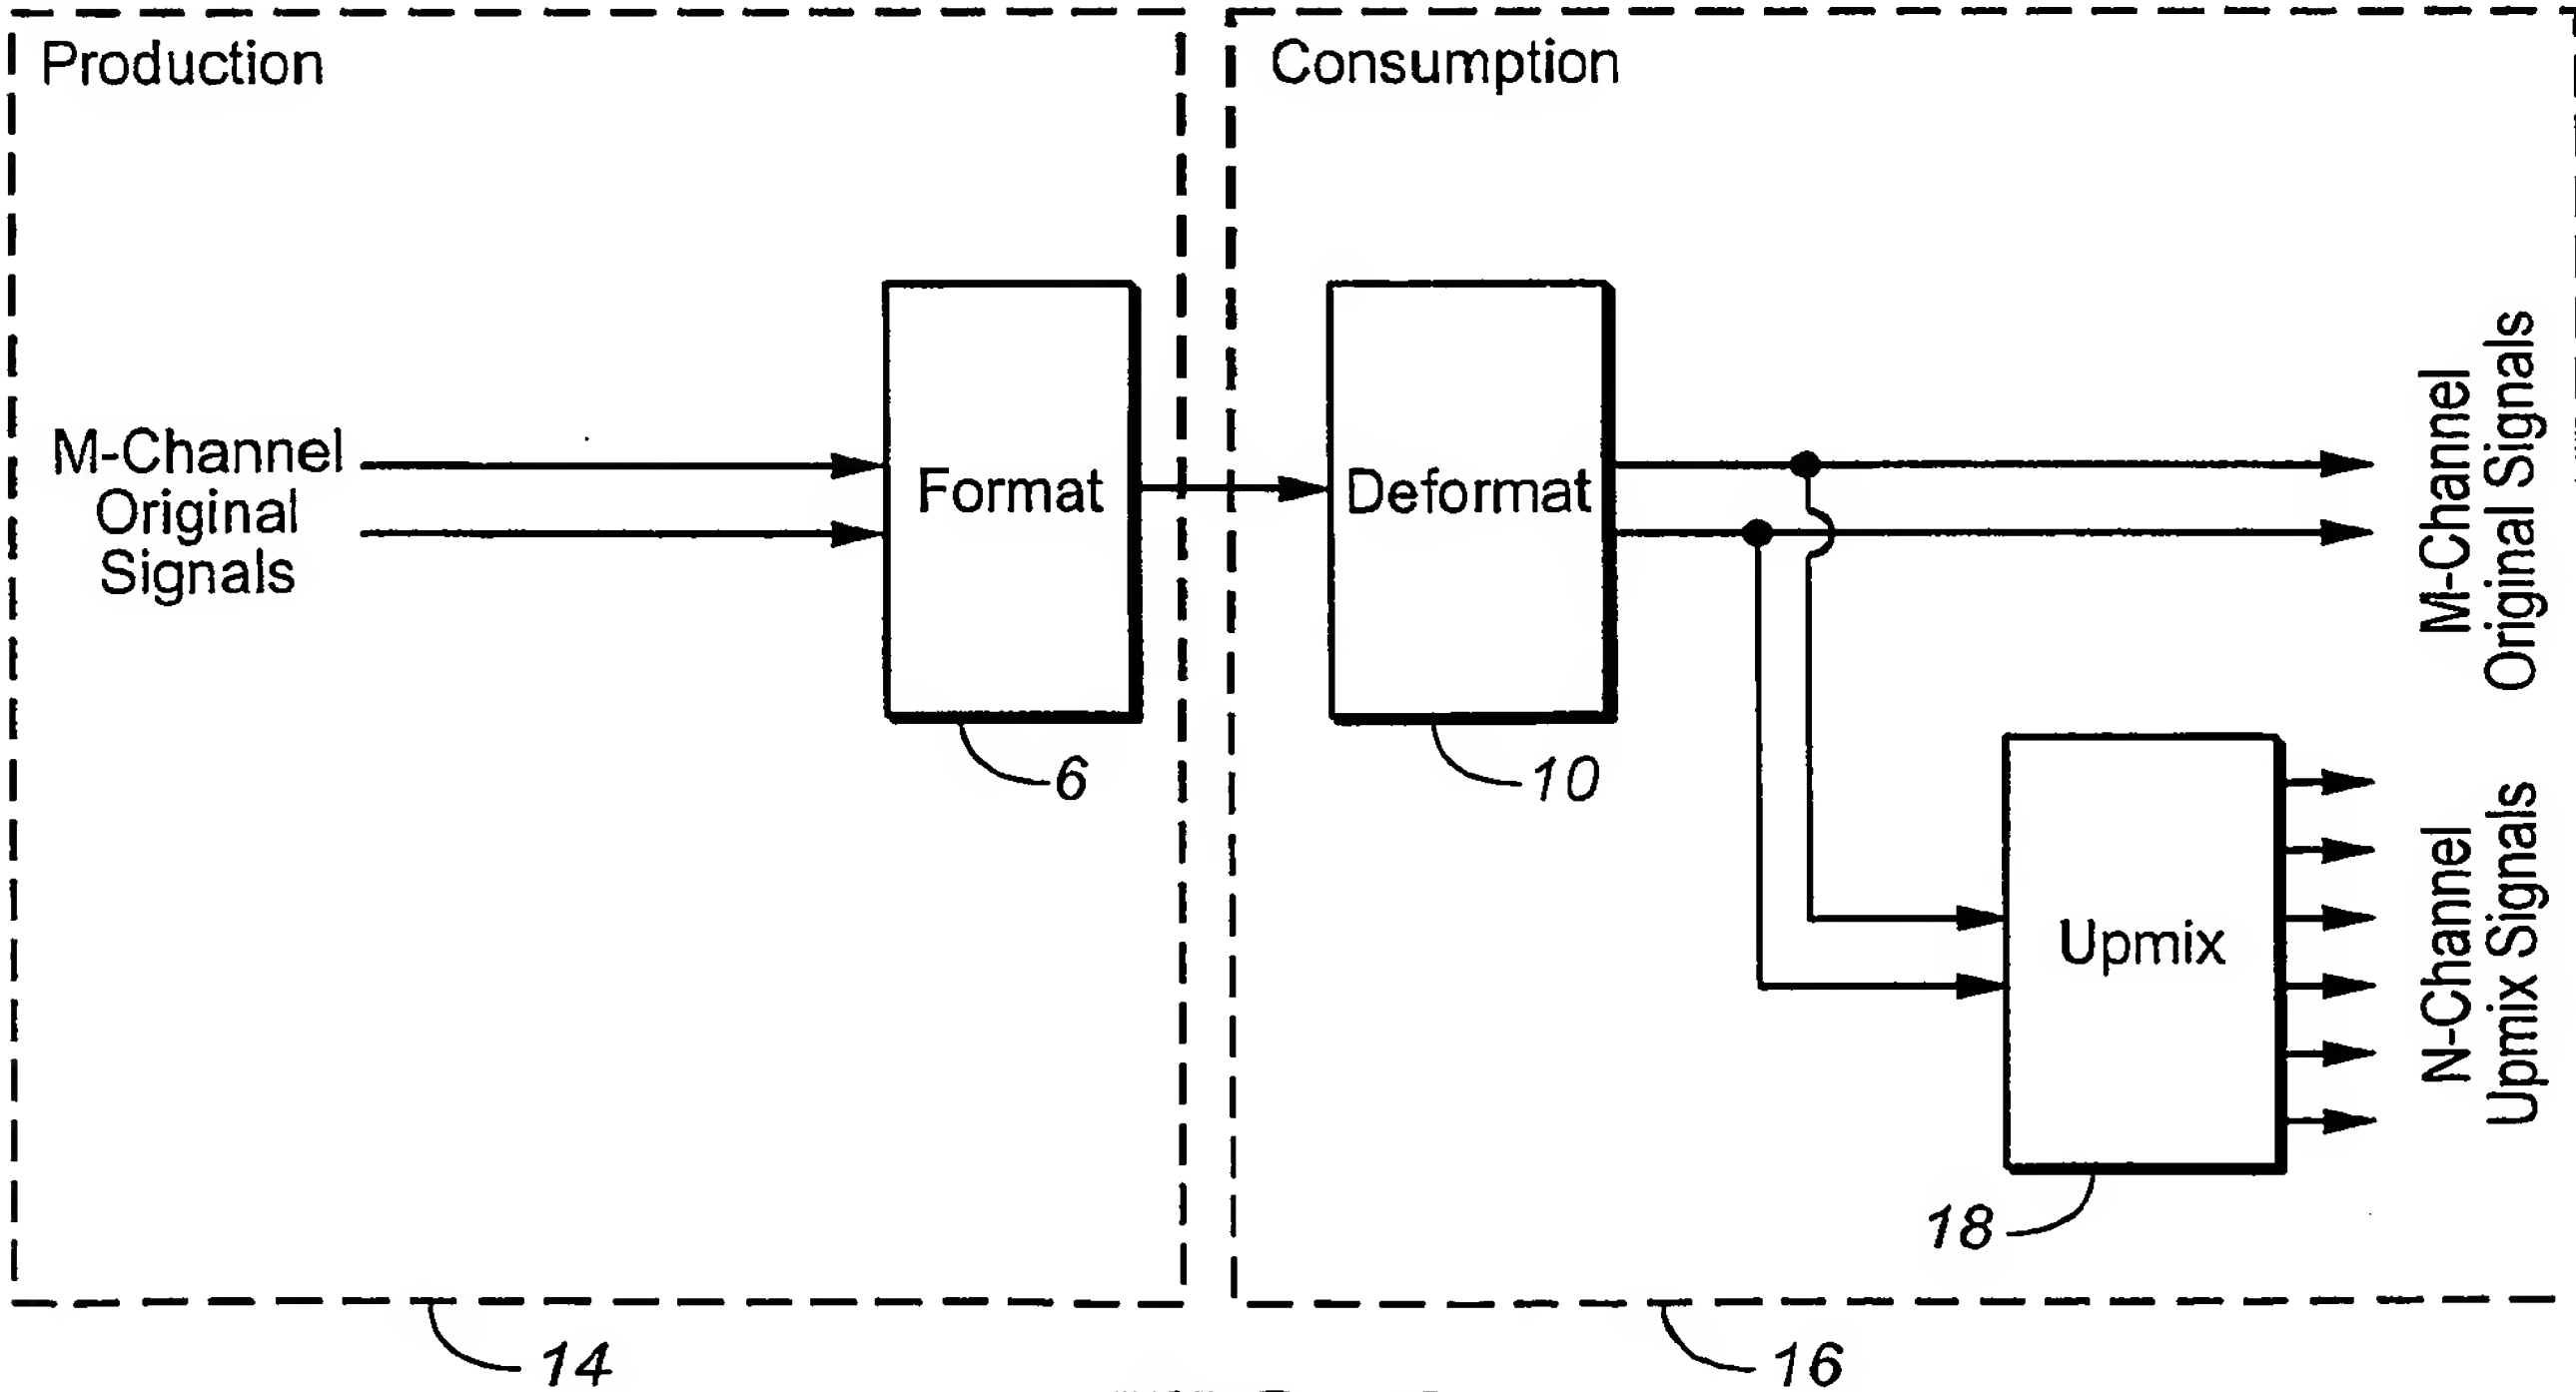 Production
Consumption
M-Channel
Original
Signals
Format
Deformat
M-Channel
Original Signals
6
10
Upmix
N-Channel
Upmix Signals
18
14
16